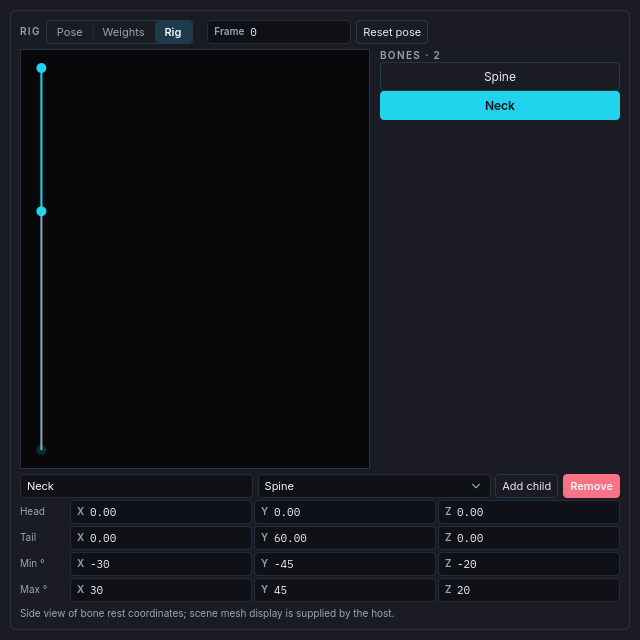 RIG Pose Weights Rig Frame 0 Reset pose
BONES · 2
Spine
Neck
Neck Spine Add child Remove
Head X 0.00 Y 0.00 Z 0.00
Tail X 0.00 Y 60.00 Z 0.00
Min ° X -30 Y -45 Z -20
Max ° X 30 Y 45 Z 20
Side view of bone rest coordinates; scene mesh display is supplied by the host.